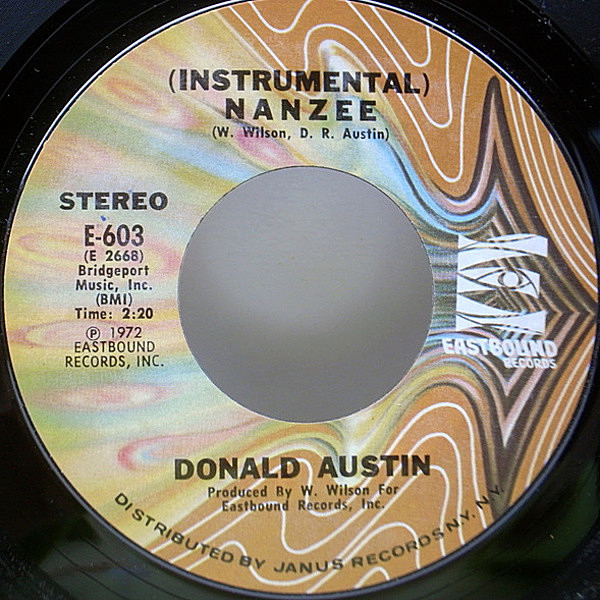 (INSTRUMENTAL)
NANZEE
(W. Wilson, D. R. Austin)
STEREO
E-603
(E 2668)
Bridgeport
Music, Inc.
(BMI)
Time: 2:20
℗ 1972
EASTBOUND
RECORDS, INC.
EASTBOUND
RECORDS
DONALD AUSTIN
Produced By W. Wilson For
Eastbound Records, Inc.
DISTRIBUTED BY JANUS RECORDS N.Y. N.Y.